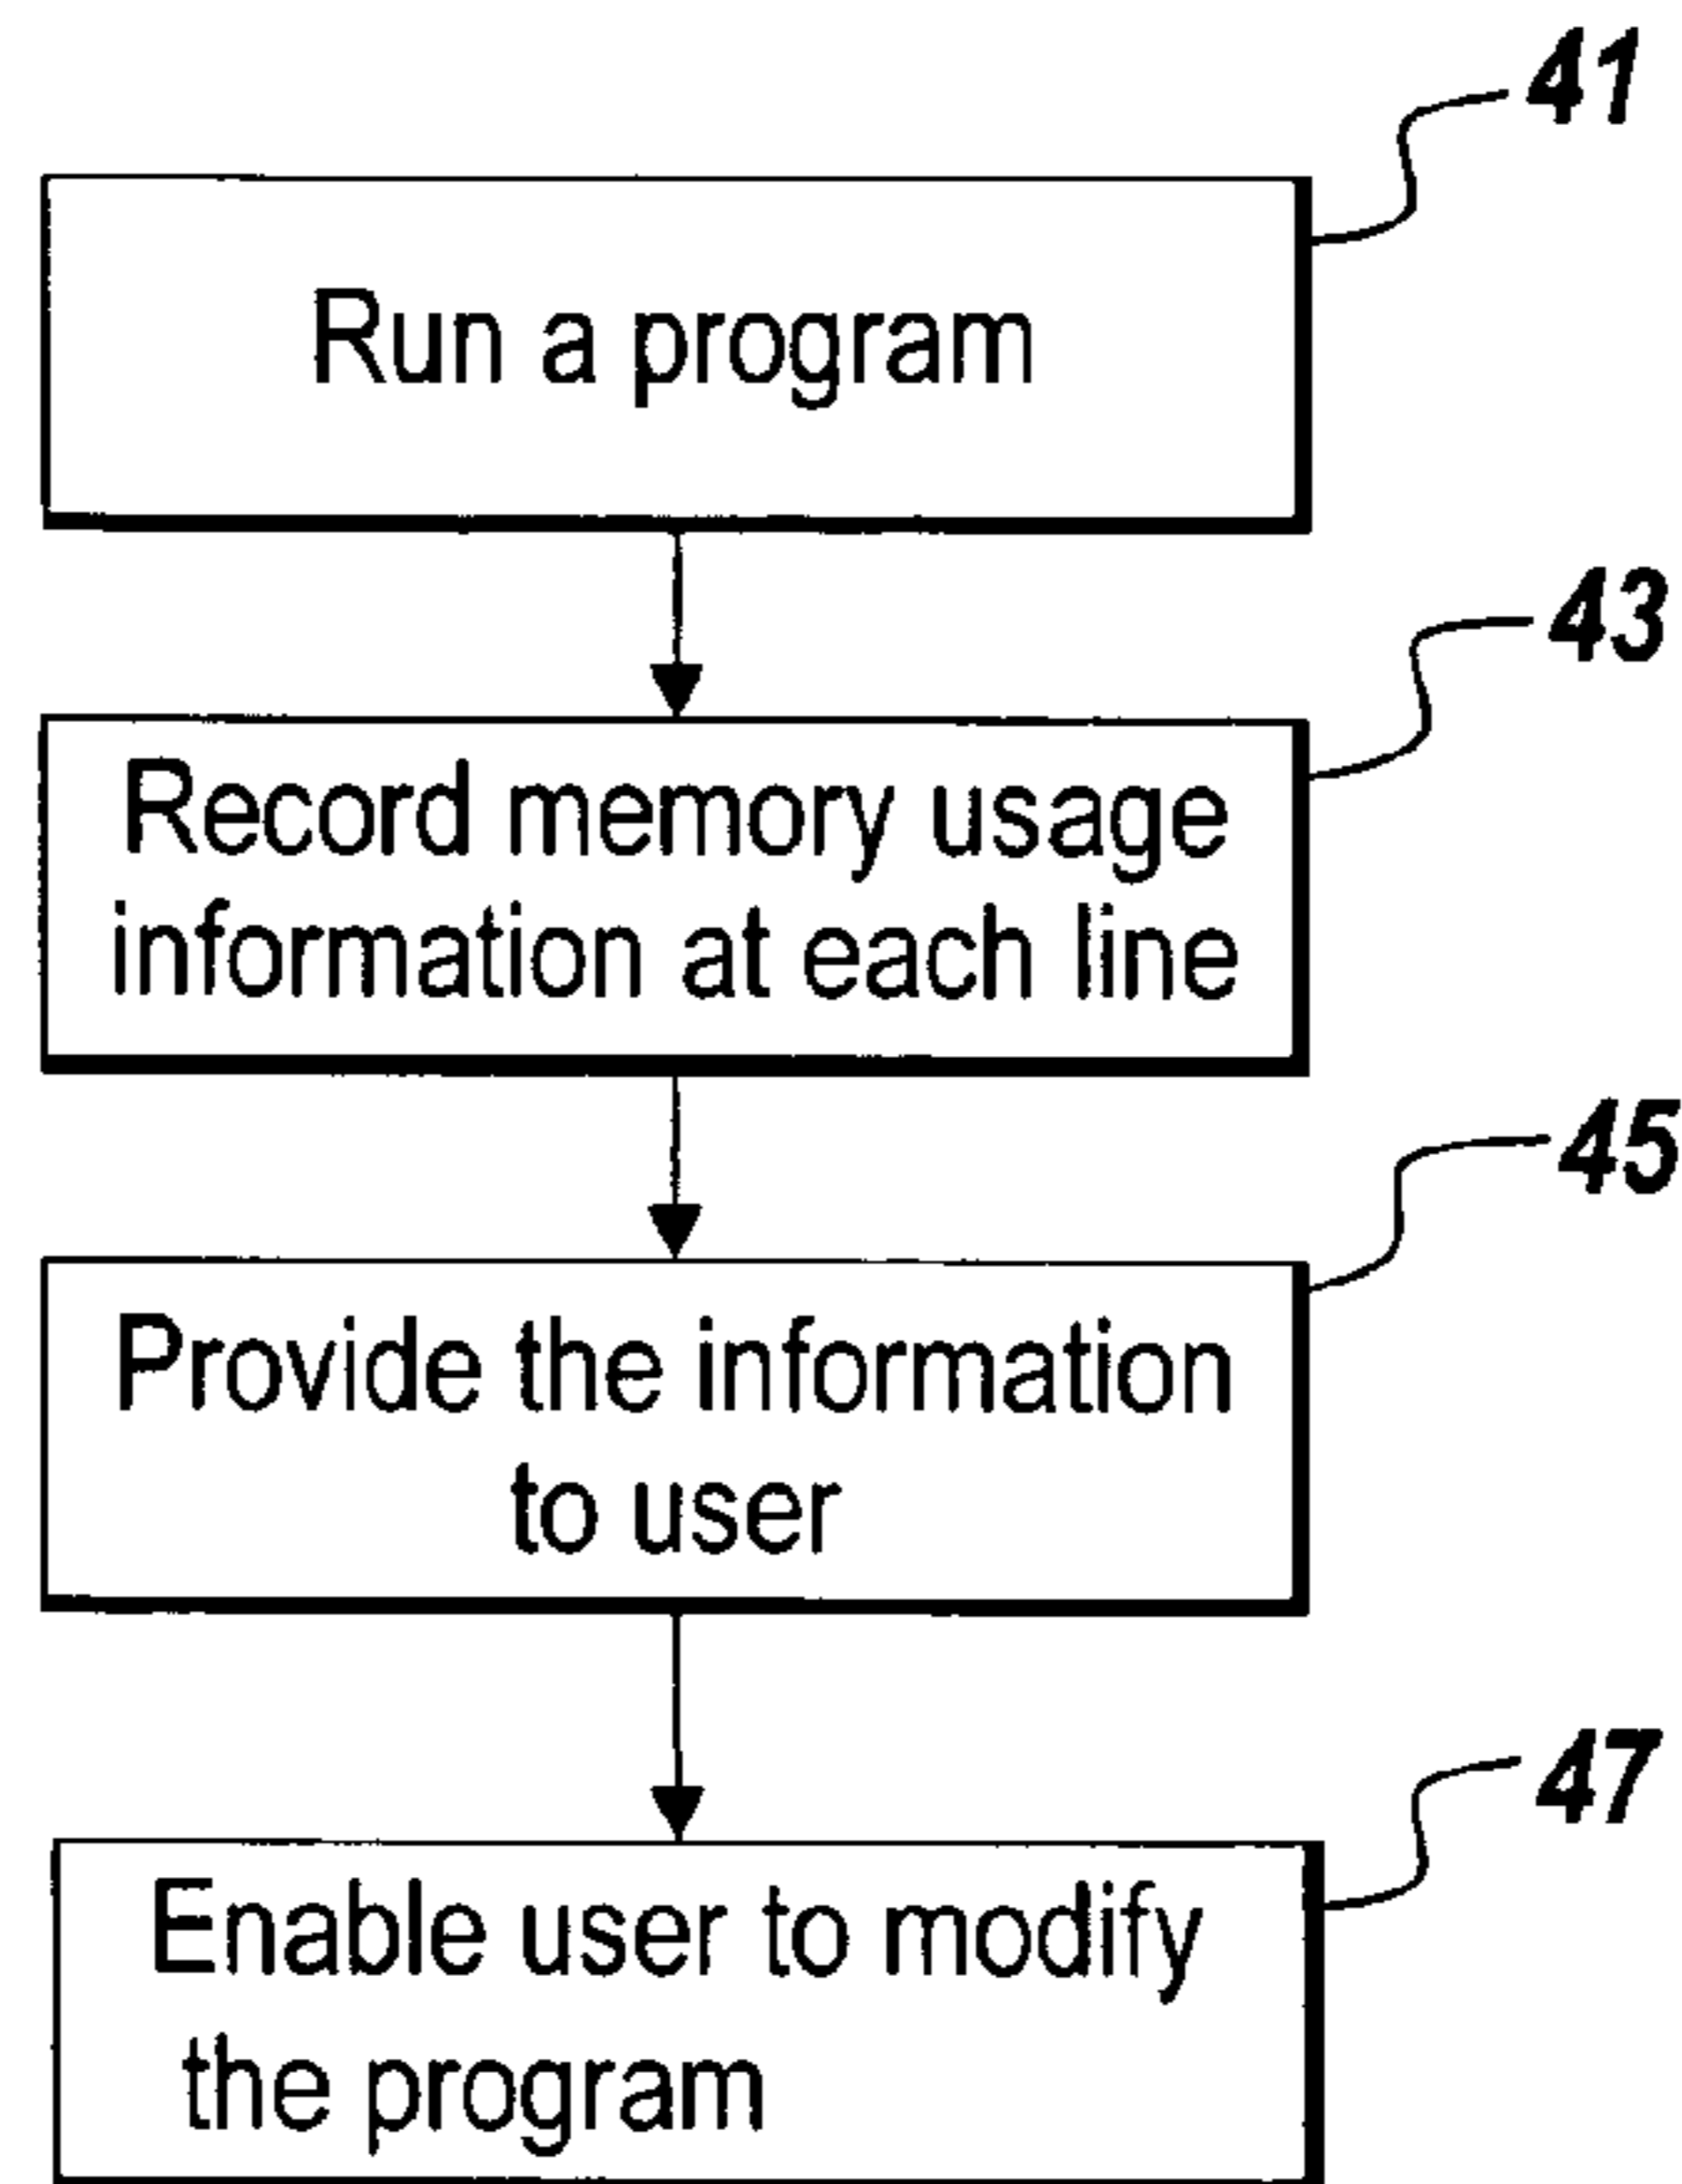 41
Run a program
43
Record memory usage
information at each line
45
Provide the information
to user
47
Enable user to modify
the program